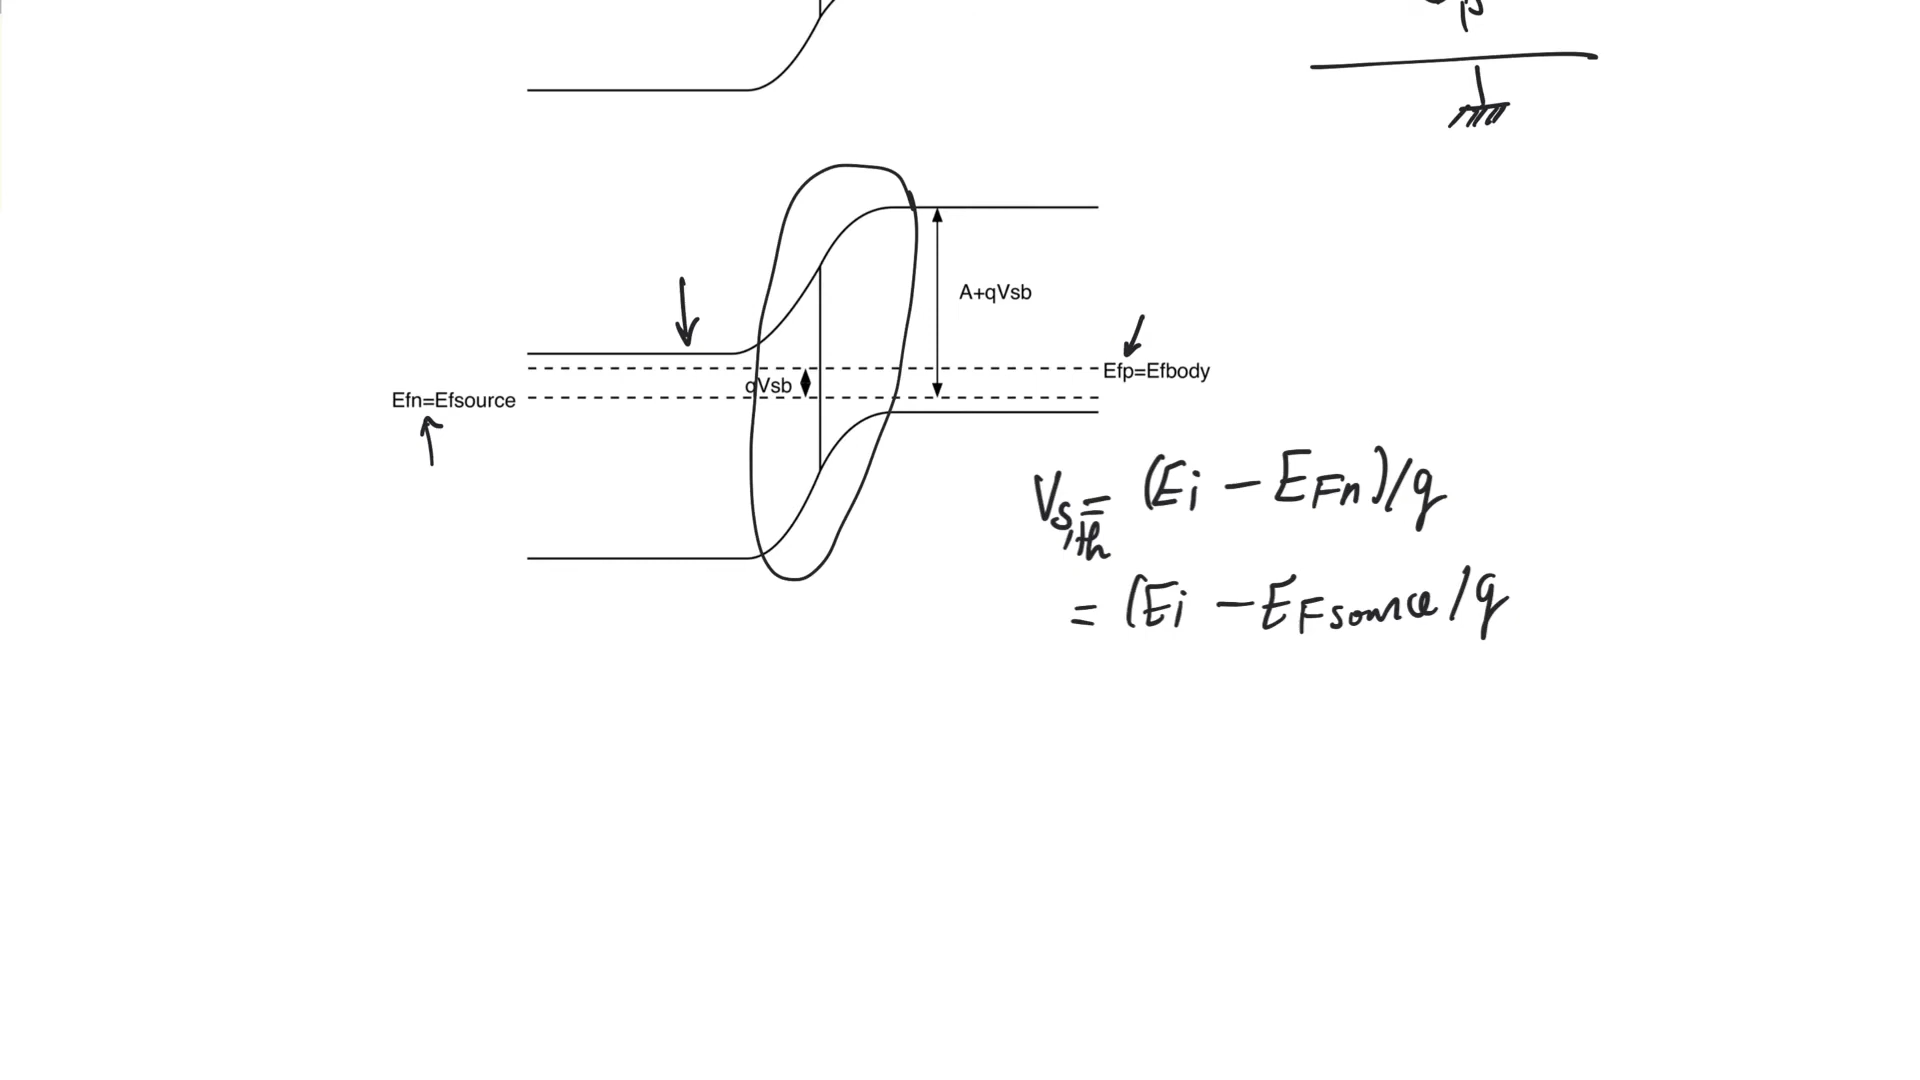 A+qVsb
Efp=Efbody
qVsb
Efn=Efsource
Vs,th = (Ei - EFn)/q
= (Ei - EFsource/q